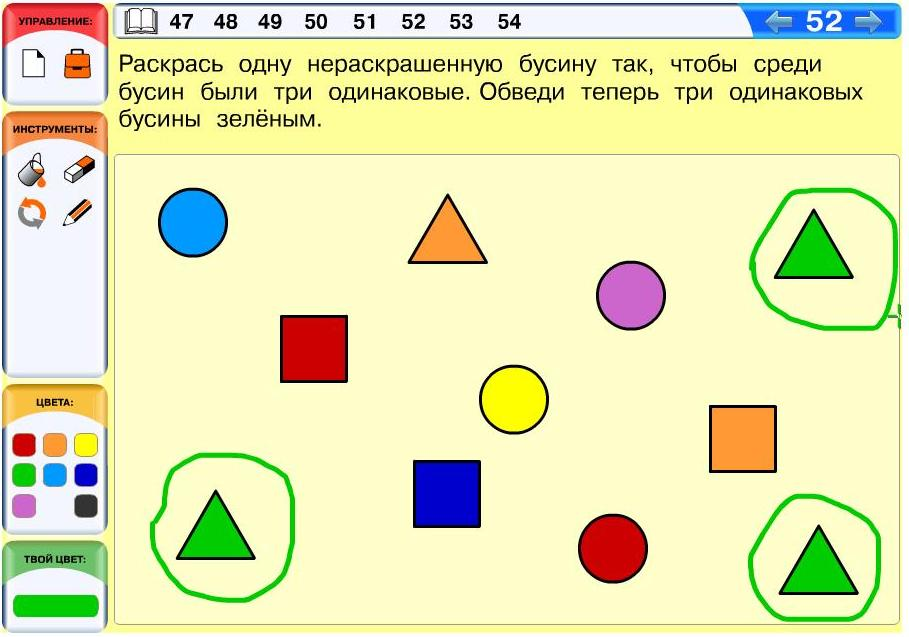 УПРАВЛЕНИЕ:
47 48 49 50 51 52 53 54
52
Раскрась одну нераскрашенную бусину так, чтобы среди
бусин были три одинаковые. Обведи теперь три одинаковых
бусины зелёным.
ИНСТРУМЕНТЫ:
ЦВЕТА:
ТВОЙ ЦВЕТ: